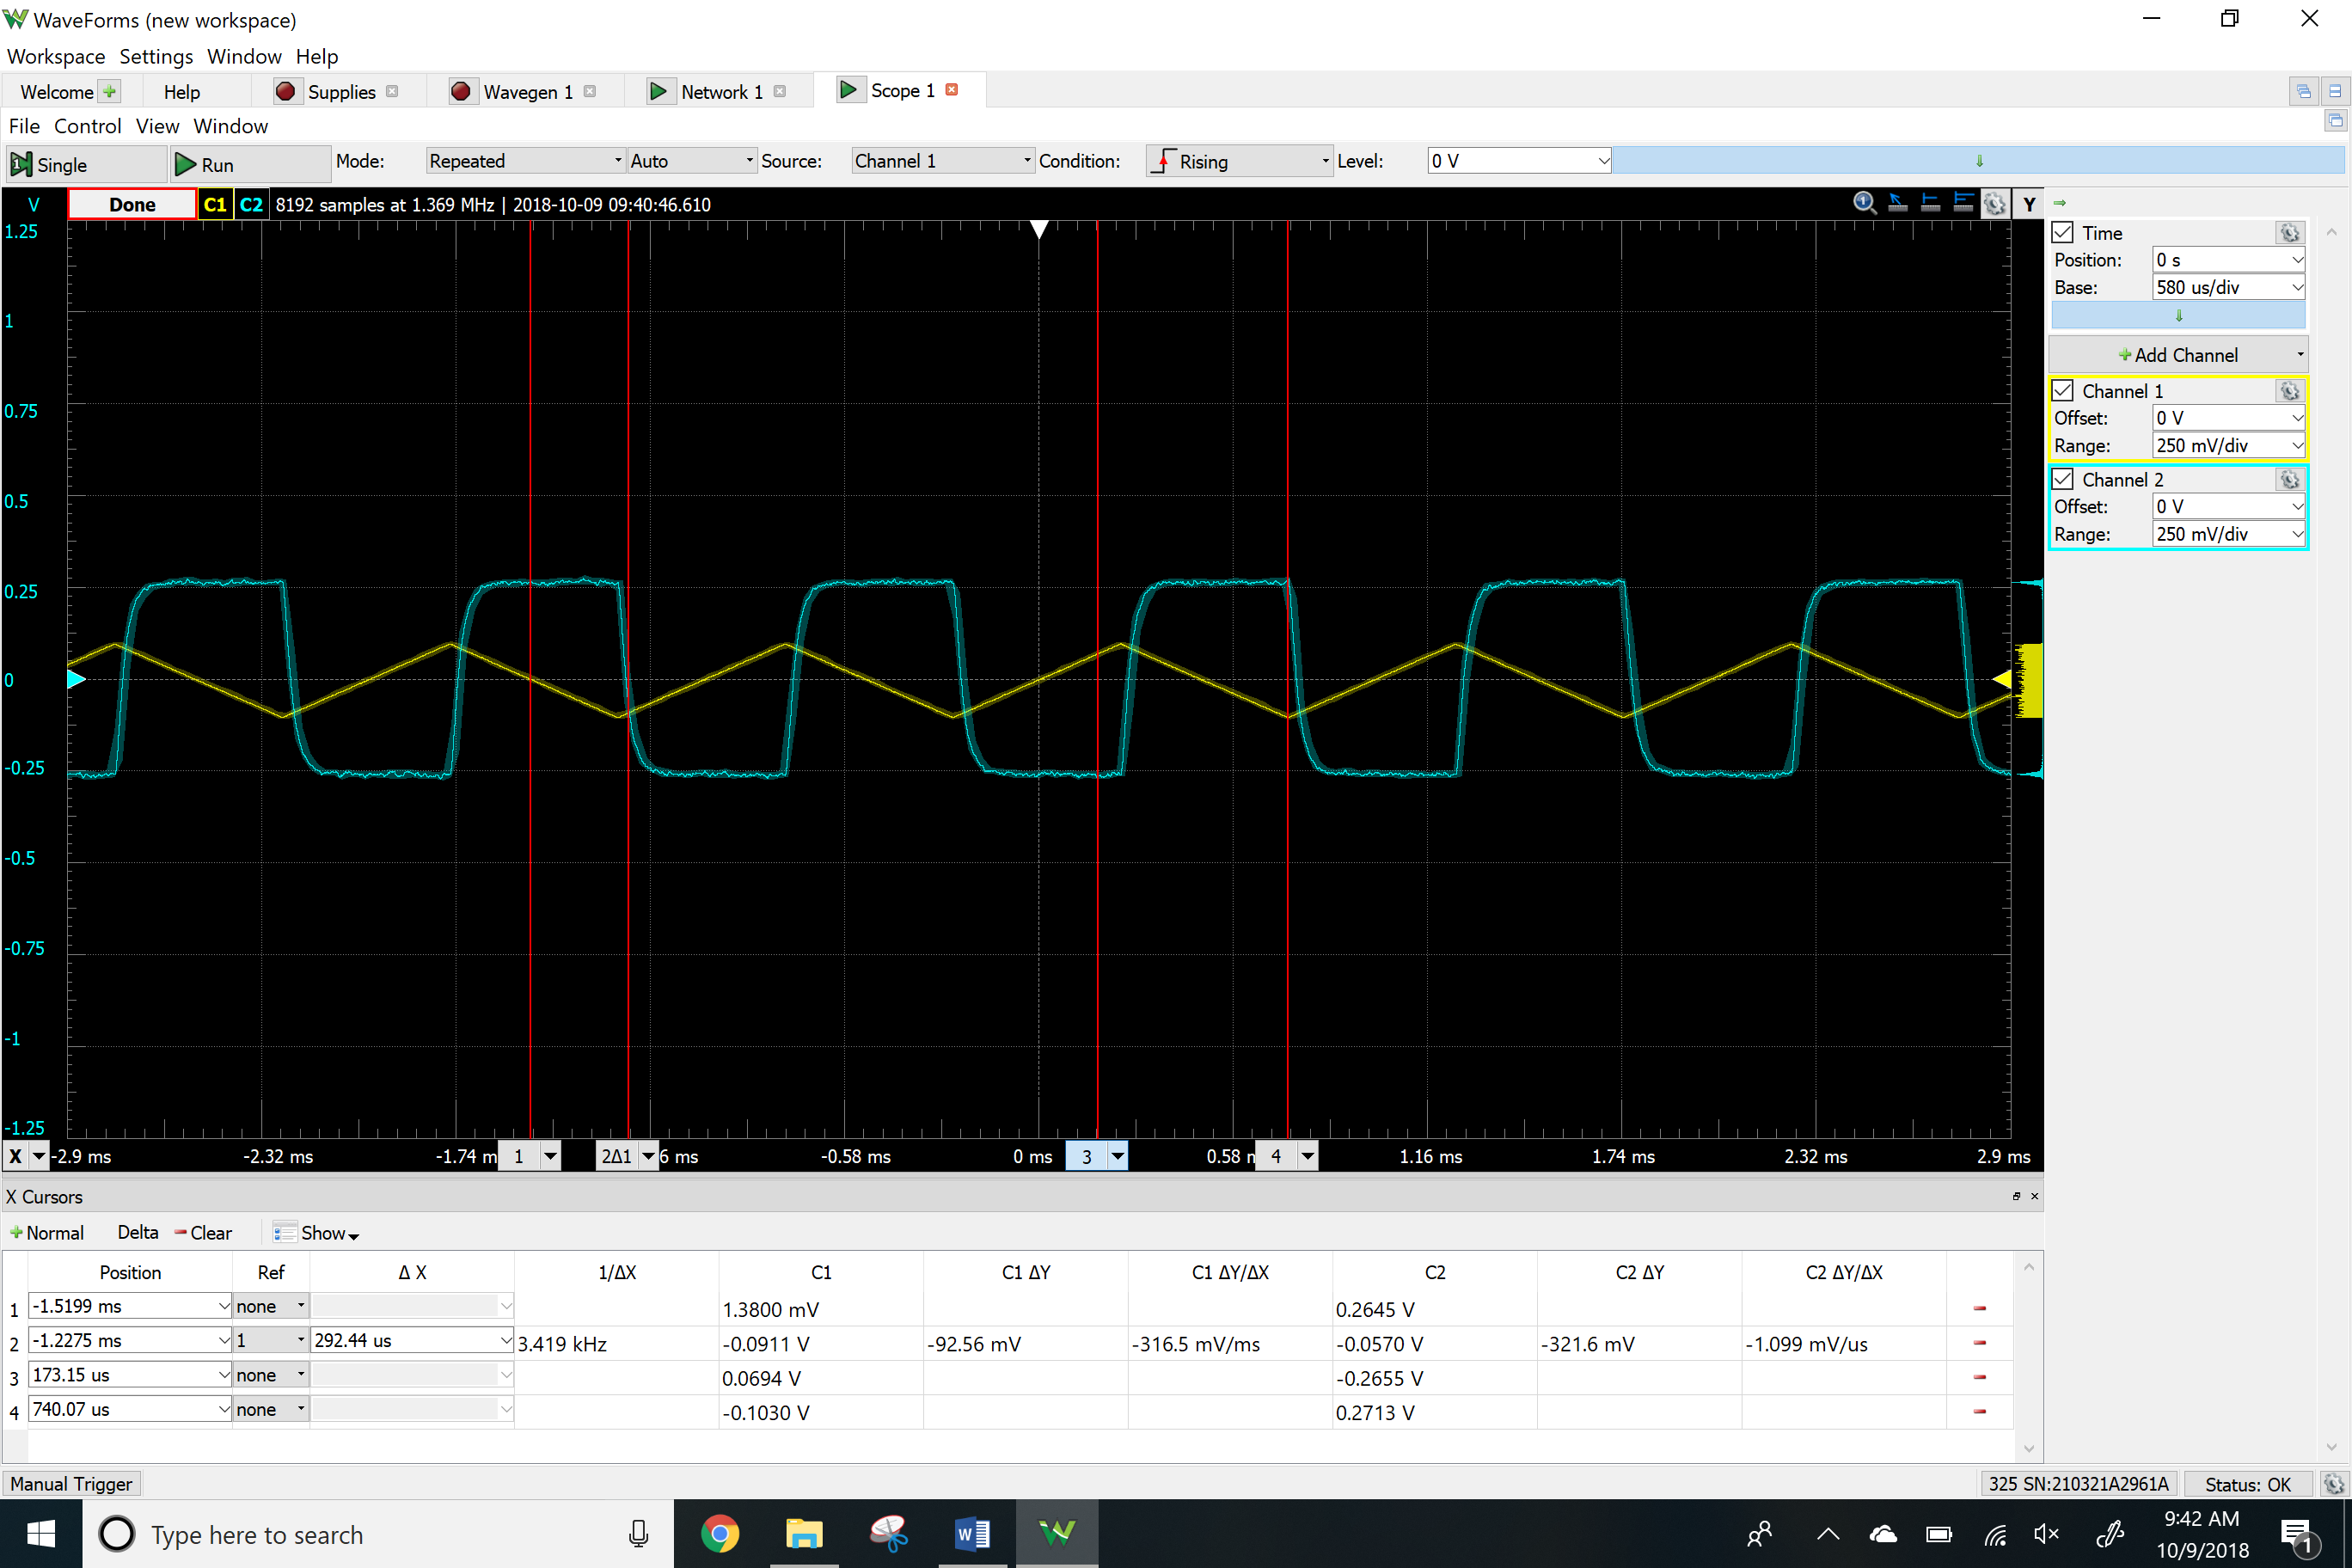 WaveForms (new workspace)
Workspace Settings Window Help
Welcome Help Supplies Wavegen 1 Network 1 Scope 1
File Control View Window
Single Run Mode: Repeated Auto Source: Channel 1 Condition: Rising Level: 0 V
V Done C1 C2 8192 samples at 1.369 MHz | 2018-10-09 09:40:46.610 Y
1.25
1
0.75
0.5
0.25
0
-0.25
-0.5
-0.75
-1
-1.25
X -2.9 ms -2.32 ms -1.74 m 1 2Δ1 6 ms -0.58 ms 0 ms 3 0.58 4 1.16 ms 1.74 ms 2.32 ms 2.9 ms
Time
Position: 0 s
Base: 580 us/div
Add Channel
Channel 1
Offset: 0 V
Range: 250 mV/div
Channel 2
Offset: 0 V
Range: 250 mV/div
X Cursors
Normal Delta Clear Show
Position Ref Δ X 1/ΔX C1 C1 ΔY C1 ΔY/ΔX C2 C2 ΔY C2 ΔY/ΔX
1 -1.5199 ms none 1.3800 mV 0.2645 V
2 -1.2275 ms 1 292.44 us 3.419 kHz -0.0911 V -92.56 mV -316.5 mV/ms -0.0570 V -321.6 mV -1.099 mV/us
3 173.15 us none 0.0694 V -0.2655 V
4 740.07 us none -0.1030 V 0.2713 V
Manual Trigger 325 SN:210321A2961A Status: OK
Type here to search
9:42 AM
10/9/2018
1